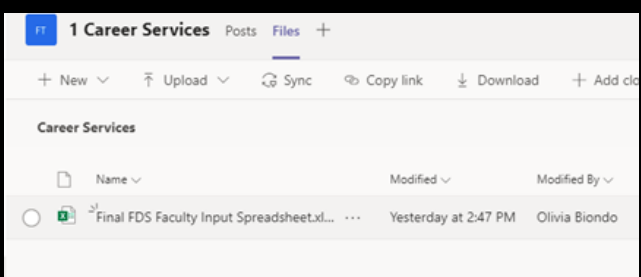 FT 1 Career Services Posts Files +
+ New Upload Sync Copy link Download + Add clo
Career Services
Name Modified Modified By
Final FDS Faculty Input Spreadsheet.xl... ... Yesterday at 2:47 PM Olivia Biondo